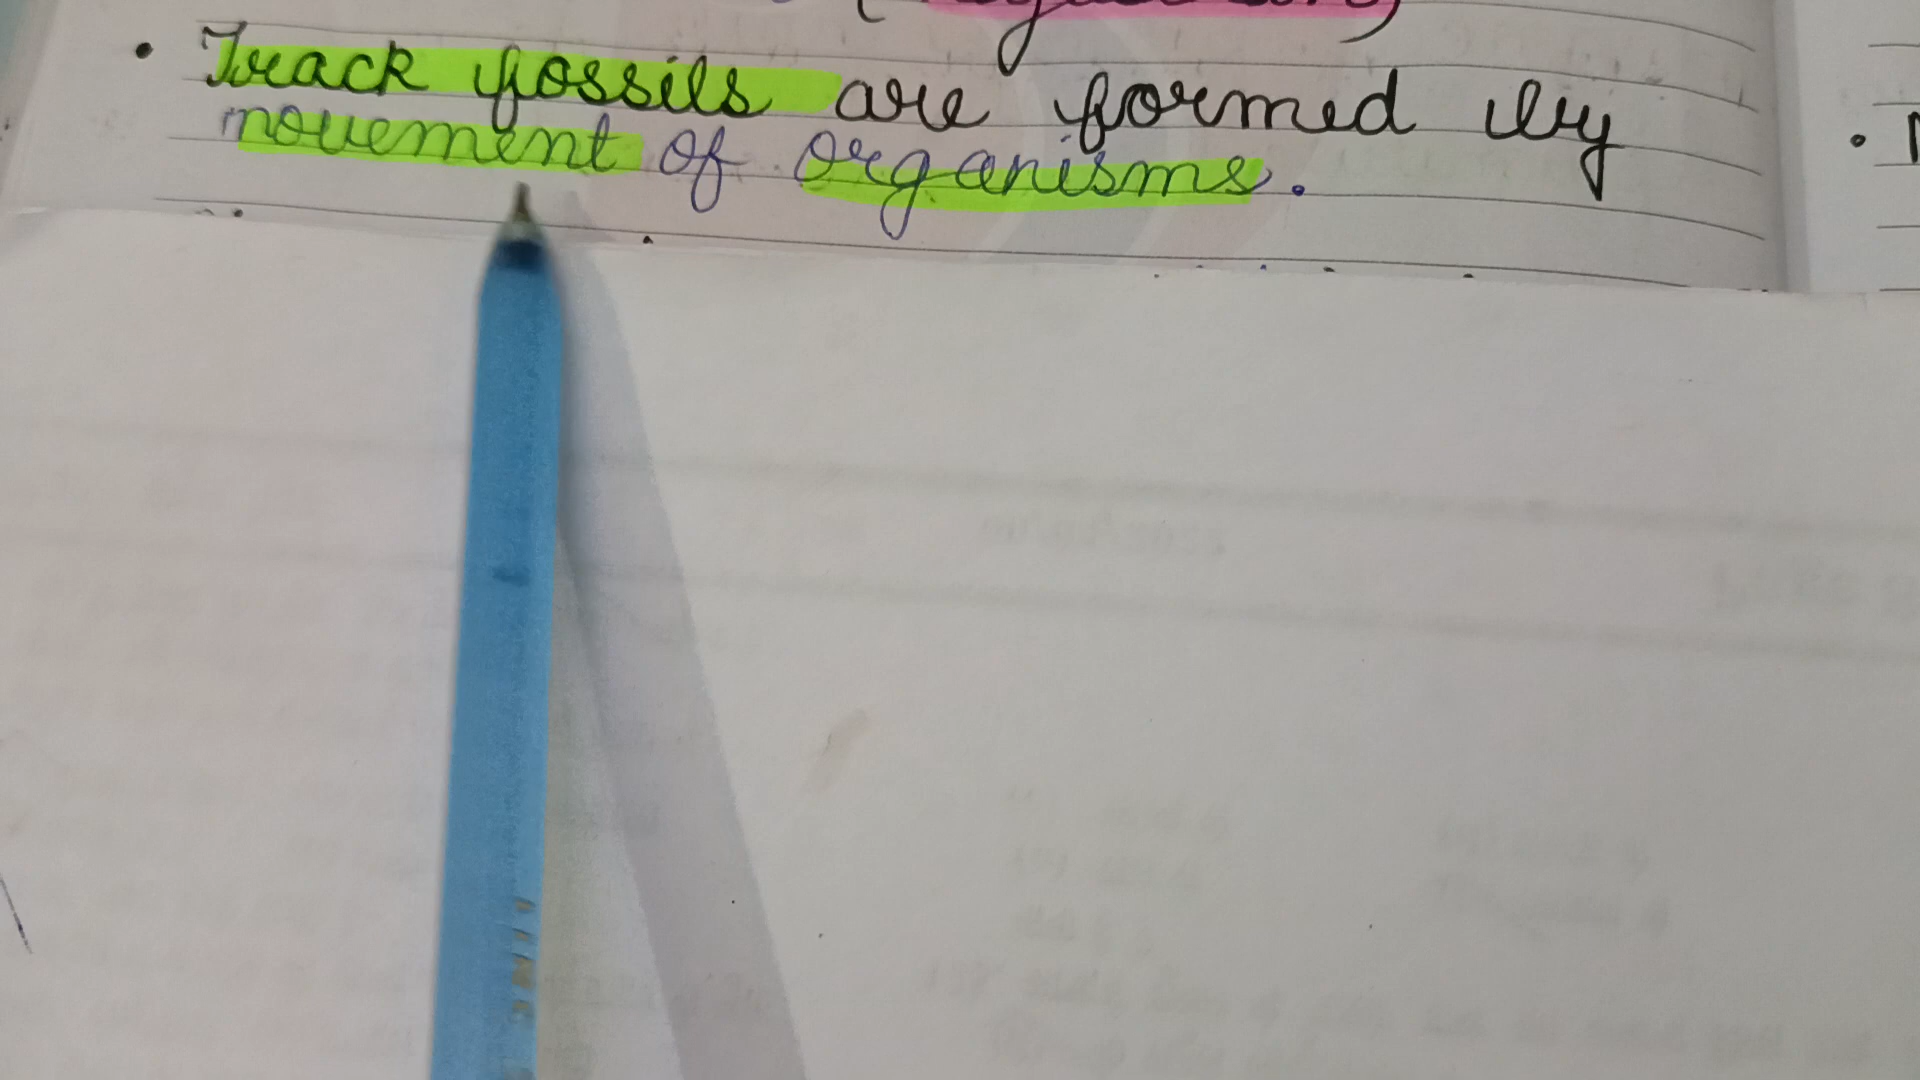 • Track fossils are formed by
movement of organisms.